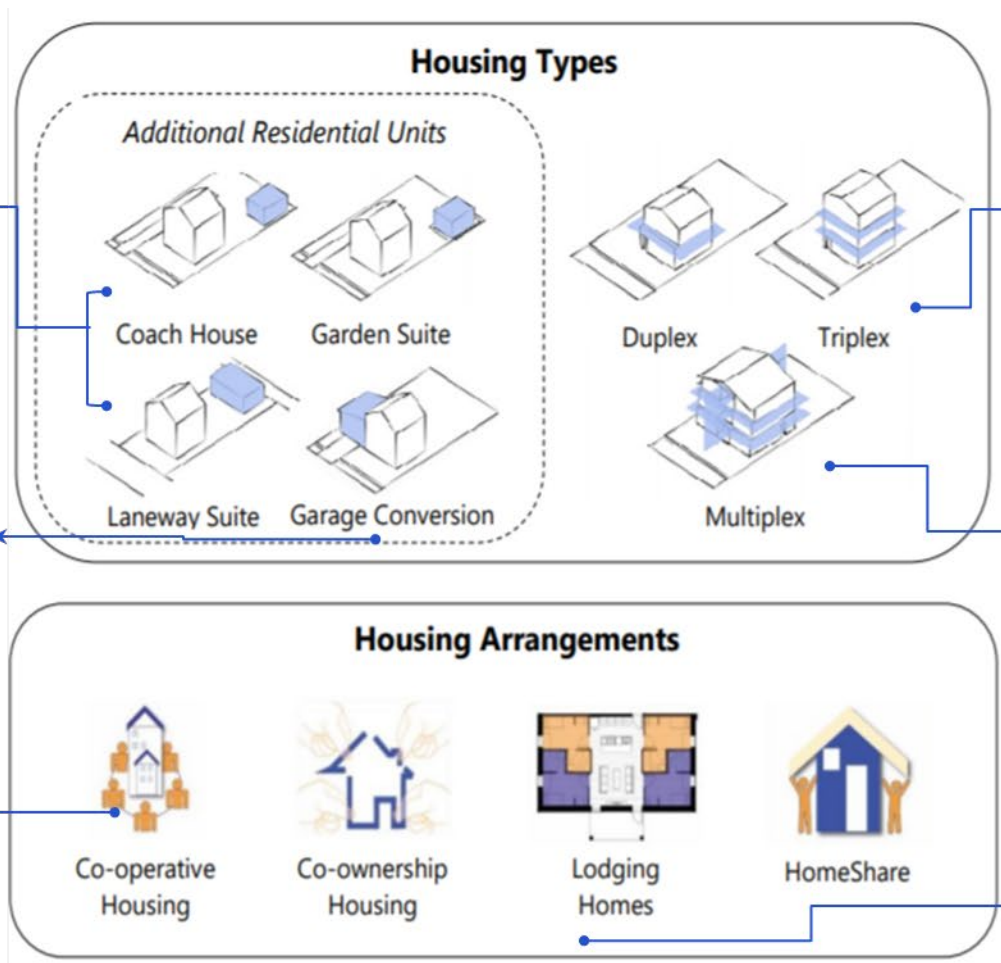 Housing Types
Additional Residential Units
Coach House
Garden Suite
Duplex
Triplex
Laneway Suite
Garage Conversion
Multiplex
Housing Arrangements
Co-operative
Housing
Co-ownership
Housing
Lodging
Homes
HomeShare